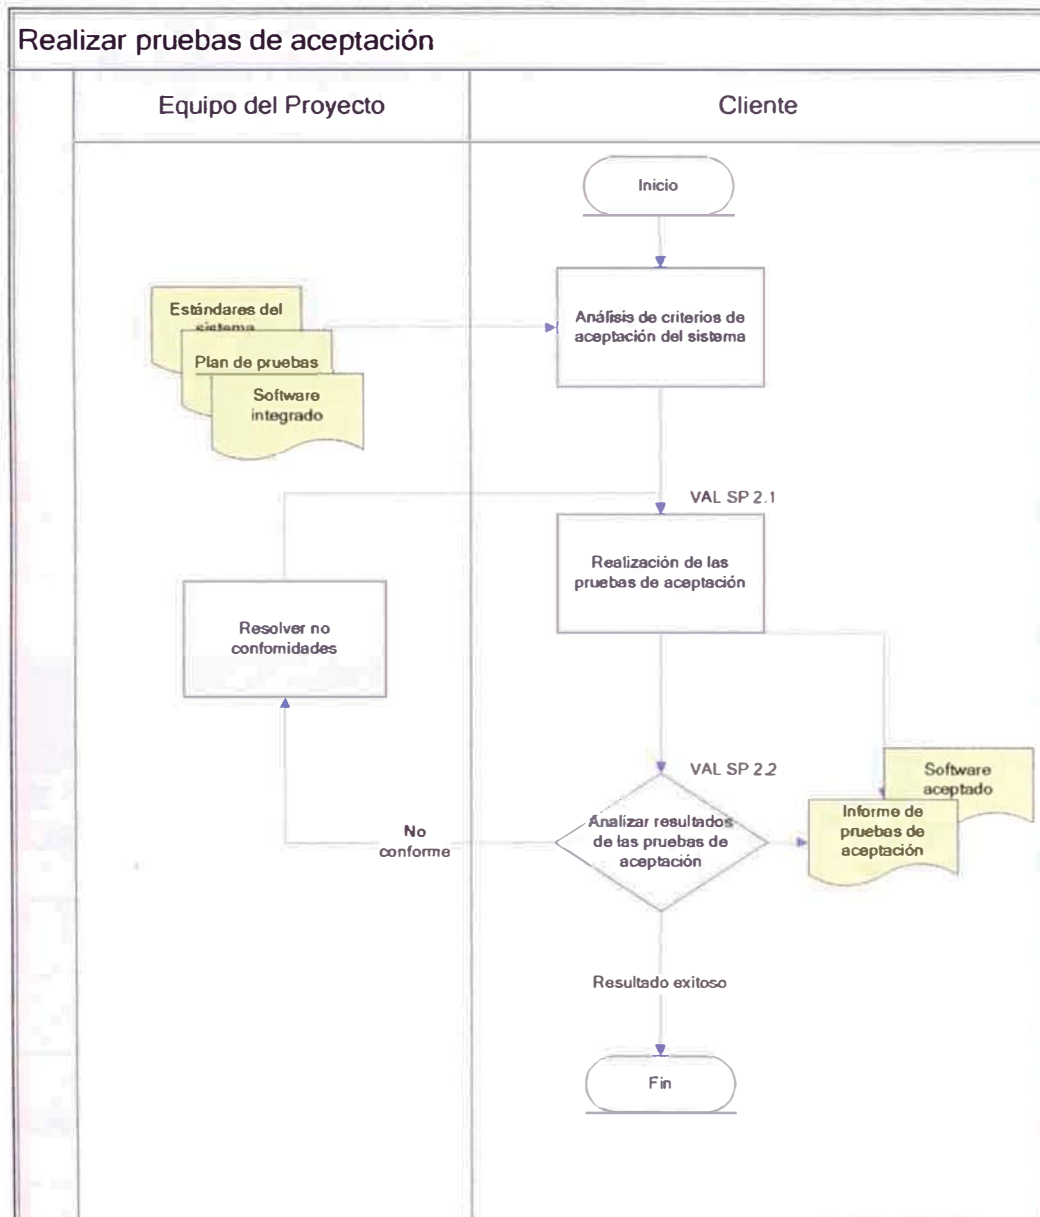 Realizar pruebas de aceptación
Equipo del Proyecto
Cliente
Inicio
Estándares del
sistema
Plan de pruebas
Software
integrado
Análisis de criterios de
aceptación del sistema
VAL SP 2.1
Realización de las
pruebas de aceptación
Resolver no
confomidades
VAL SP 2.2
Analizar resultados
de las pruebas de
aceptación
No
conforme
Software
aceptado
Informe de
pruebas de
aceptación
Resultado exitoso
Fin